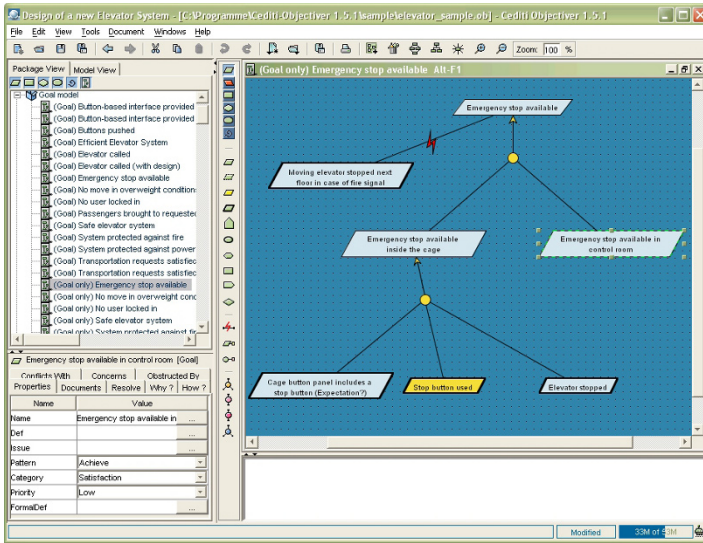 Design of a new Elevator System - [C:\Programme\Cediti-Objectiver 1.5.1\sample\elevator_sample.ob] - Cediti Objectiver 1.5.1
File Edit View Tools Document Windows Help
Zoom: 100 %
Package View Model View
Goal model
(Goal) Button-based interface provided
(Goal) Button-based interface provided
(Goal) Buttons pushed
(Goal) Efficient Elevator System
(Goal) Elevator called
(Goal) Elevator called (with design)
(Goal) Emergency stop available
(Goal) No move in overweight condition
(Goal) No user locked in
(Goal) Passengers brought to requested
(Goal) Safe elevator system
(Goal) System protected against fire
(Goal) System protected against power
(Goal) Transportation requests satisfied
(Goal) Transportation requests satisfied
(Goal only) Emergency stop available
(Goal only) No move in overweight cond
(Goal only) No user locked in
(Goal only) Safe elevator system
(Goal only) System protected against fir
Emergency stop available in control room [Goal]
Conflicts With Concerns Obstructed By
Properties Documents Resolve Why ? How ?
Name Value
Name Emergency stop available in ...
Def ...
Issue ...
Pattern Achieve
Category Satisfaction
Priority Low
FormalDef ...
(Goal only) Emergency stop available Alt-F1
Emergency stop available
Moving elevator stopped next
floor in case of fire signal
Emergency stop available
inside the cage
Emergency stop available in
control room
Cage button panel includes a
stop button (Expectation?)
Stop button used
Elevator stopped
Modified 33M of 93M